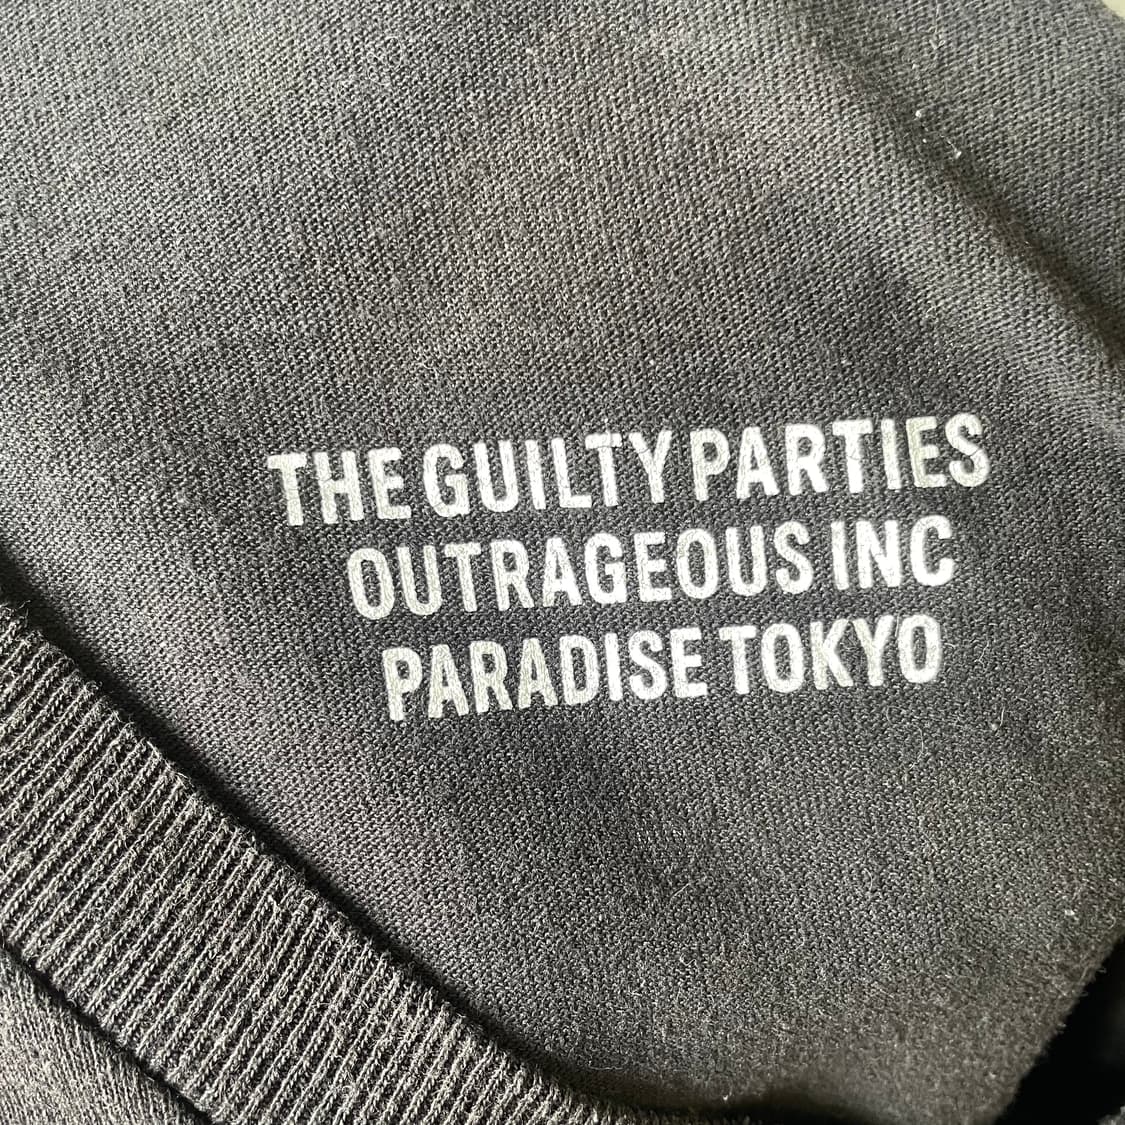 THE GUILTY PARTIES
OUTRAGEOUS INC
PARADISE TOKYO